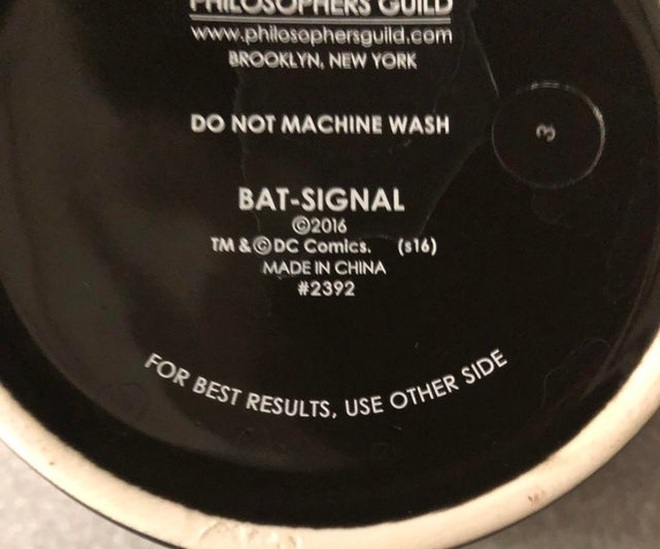 PHILOSOPHERS GUILD
www.philosophersguild.com
BROOKLYN, NEW YORK
DO NOT MACHINE WASH
3
BAT-SIGNAL
©2016
TM & © DC Comics. (s16)
MADE IN CHINA
#2392
FOR BEST RESULTS, USE OTHER SIDE